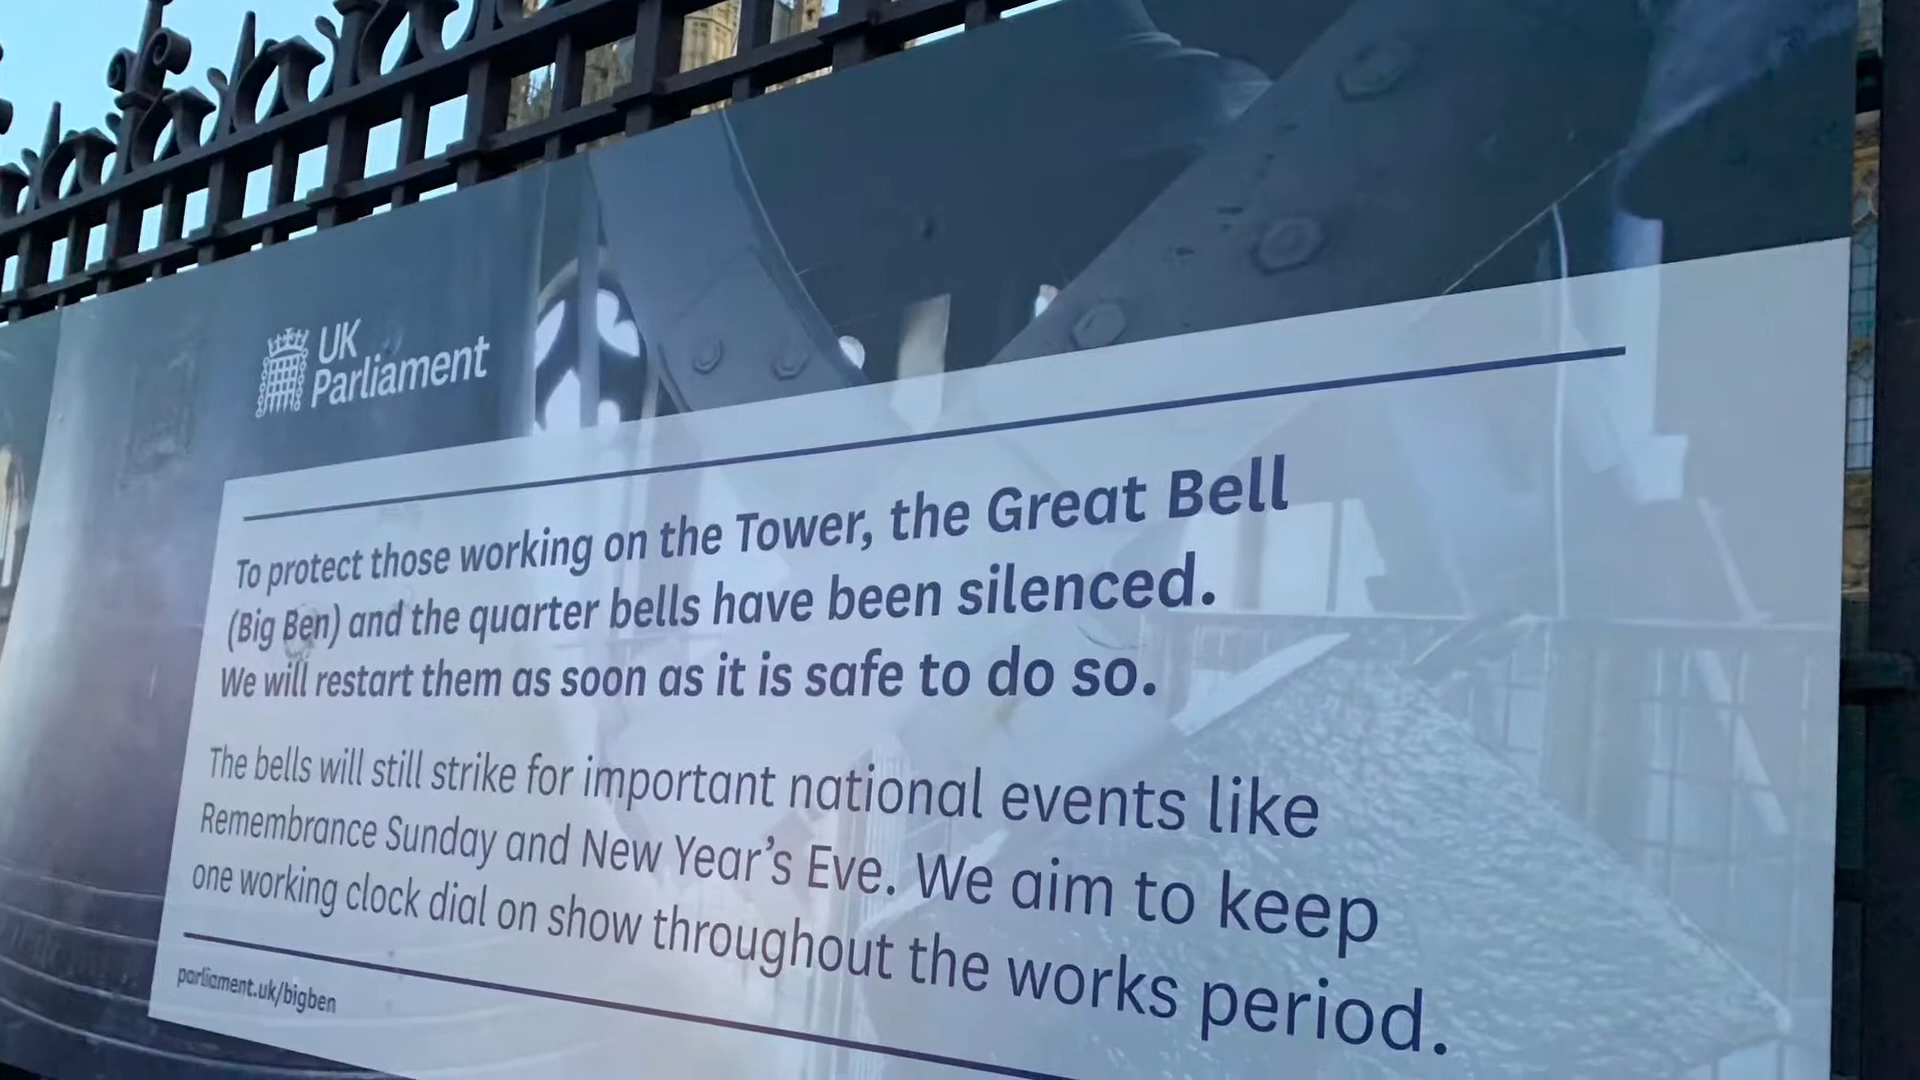 UK
Parliament
To protect those working on the Tower, the Great Bell
(Big Ben) and the quarter bells have been silenced.
We will restart them as soon as it is safe to do so.
The bells will still strike for important national events like
Remembrance Sunday and New Year's Eve. We aim to keep
one working clock dial on show throughout the works period.
parliament.uk/bigben